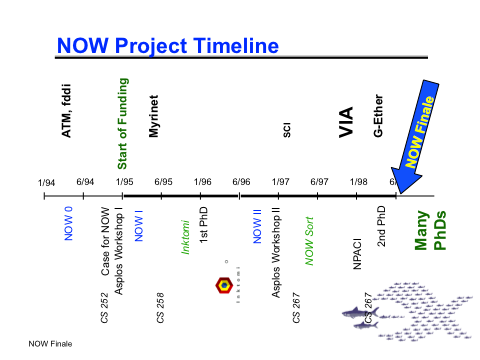 NOW Project Timeline
ATM, fddi
Start of Funding
Myrinet
SCI
VIA
G-Ether
NOW Finale
1/94
6/94
1/95
6/95
1/96
6/96
1/97
6/97
1/98
6/
NOW 0
Case for NOW
Asplos Workshop I
NOW I
Inktomi
1st PhD
NOW II
Asplos Workshop II
NOW Sort
NPACI
2nd PhD
Many
PhDs
CS 252
CS 258
Inktomi
CS 267
CS 267
NOW Finale